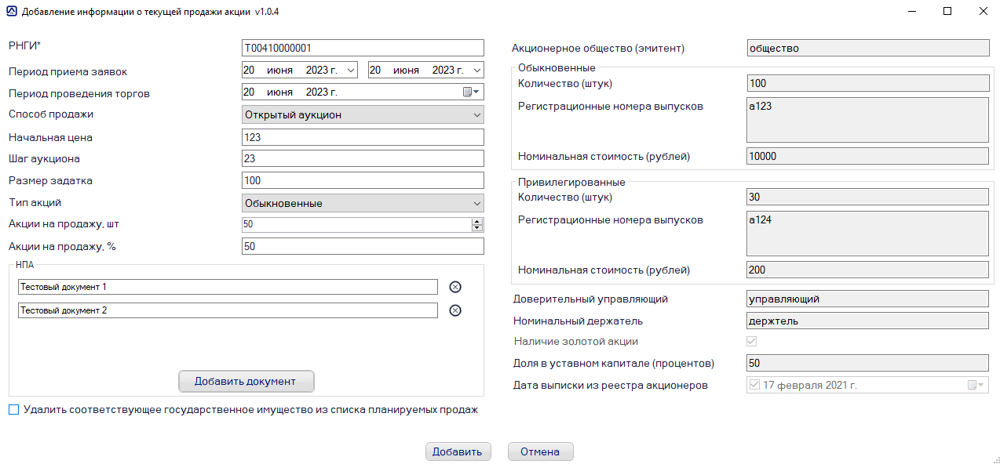 Добавление информации о текущей продажи акции v1.0.4
РНГИ*
T00410000001
Период приема заявок
20 июня 2023 г.
20 июня 2023 г.
Период проведения торгов
20 июня 2023 г.
Способ продажи
Открытый аукцион
Начальная цена
123
Шаг аукциона
23
Размер задатка
100
Тип акций
Обыкновенные
Акции на продажу, шт
50
Акции на продажу, %
50
НПА
Тестовый документ 1
Тестовый документ 2
Добавить документ
Удалить соответствующее государственное имущество из списка планируемых продаж
Акционерное общество (эмитент)
общество
Обыкновенные
Количество (штук)
100
Регистрационные номера выпусков
а123
Номинальная стоимость (рублей)
10000
Привилегированные
Количество (штук)
30
Регистрационные номера выпусков
а124
Номинальная стоимость (рублей)
200
Доверительный управляющий
управляющий
Номинальный держатель
держтель
Наличие золотой акции
Доля в уставном капитале (процентов)
50
Дата выписки из реестра акционеров
17 февраля 2021 г.
Добавить
Отмена